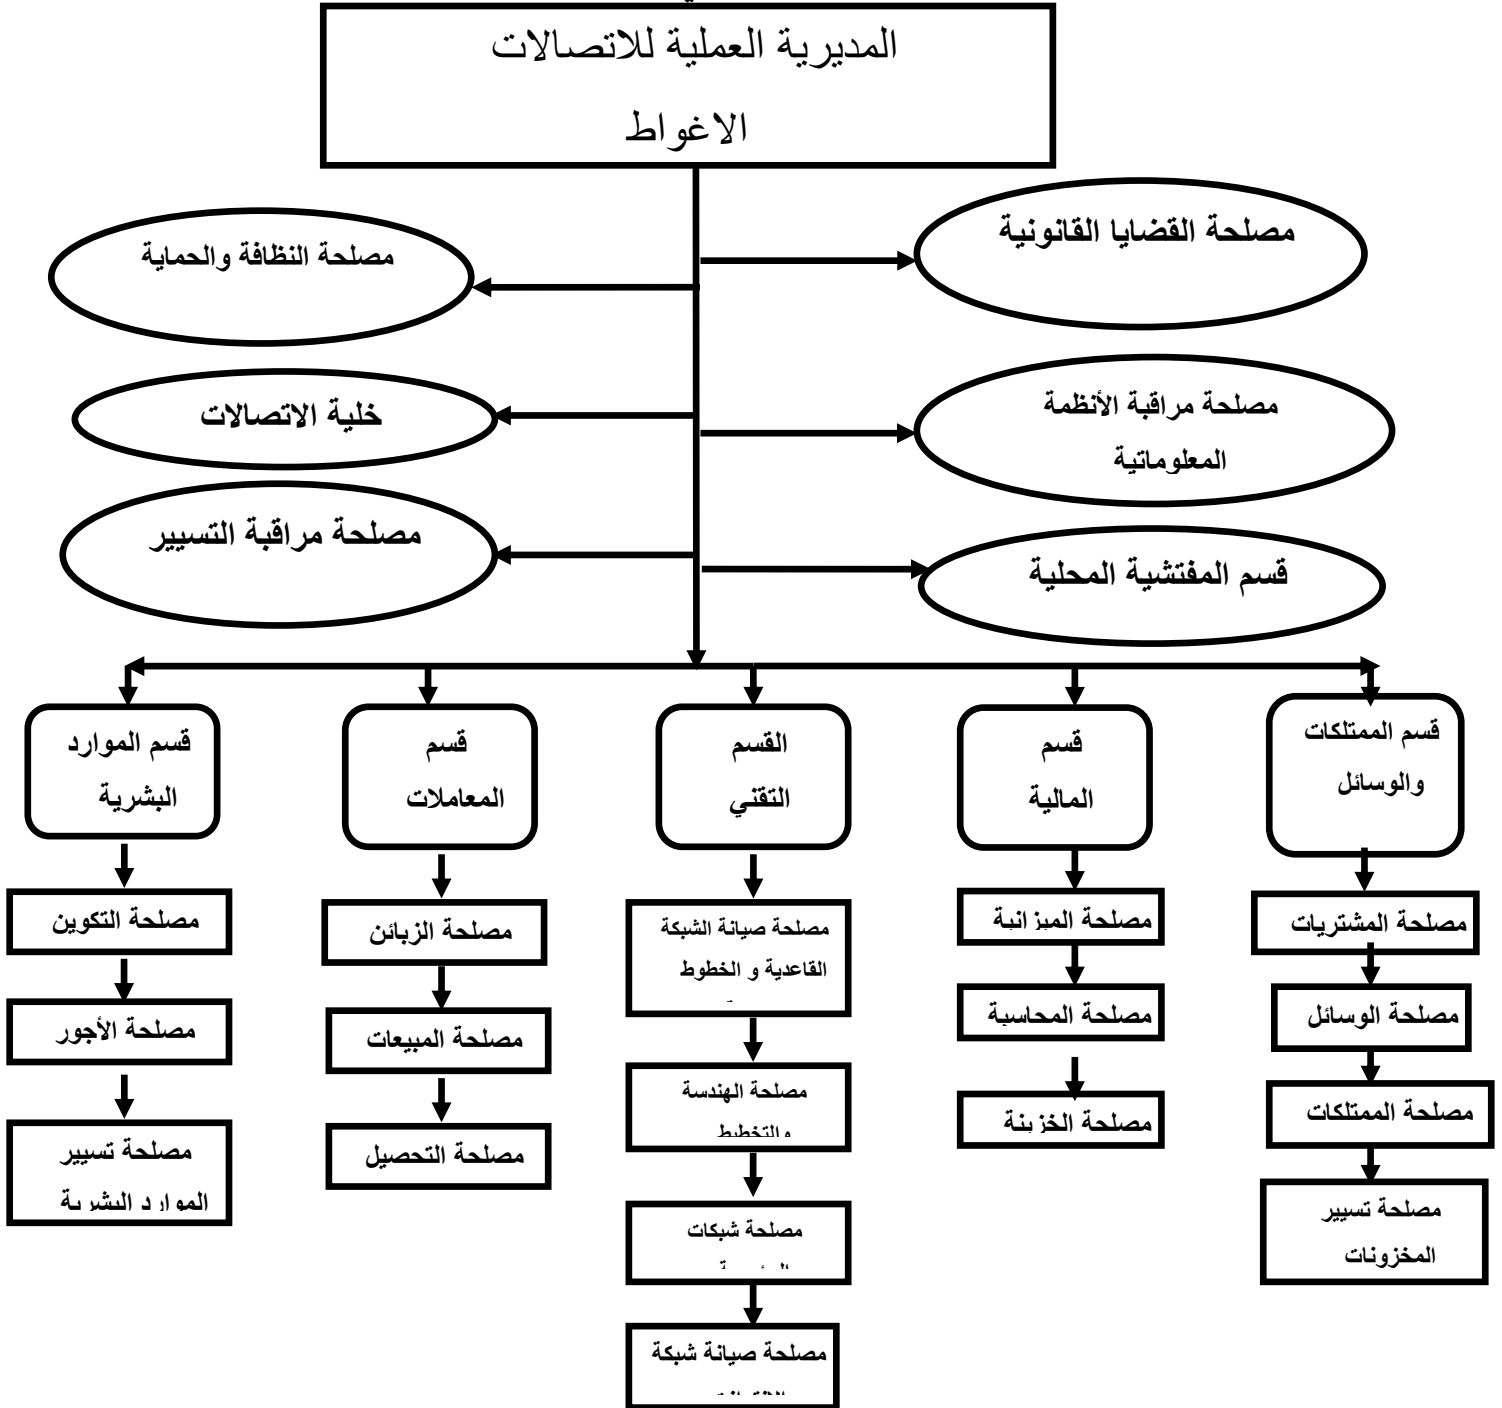 المديرية العملية للاتصالات
الاغواط
مصلحة القضايا القانونية
مصلحة النظافة والحماية
مصلحة مراقبة الأنظمة
المعلوماتية
خلية الاتصالات
قسم المفتشية المحلية
مصلحة مراقبة التسيير
قسم الممتلكات
والوسائل
مصلحة المشتريات
مصلحة الوسائل
مصلحة الممتلكات
مصلحة تسيير
المخزونات
قسم
المالية
مصلحة الميزانية
مصلحة المحاسبة
مصلحة الخزينة
القسم
التقني
مصلحة صيانة الشبكة
القاعدية و الخطوط
مصلحة الهندسة
والتخطيط
مصلحة شبكات
مصلحة صيانة شبكة
قسم
المعاملات
مصلحة الزبائن
مصلحة المبيعات
مصلحة التحصيل
قسم الموارد
البشرية
مصلحة التكوين
مصلحة الأجور
مصلحة تسيير
الموارد البشرية